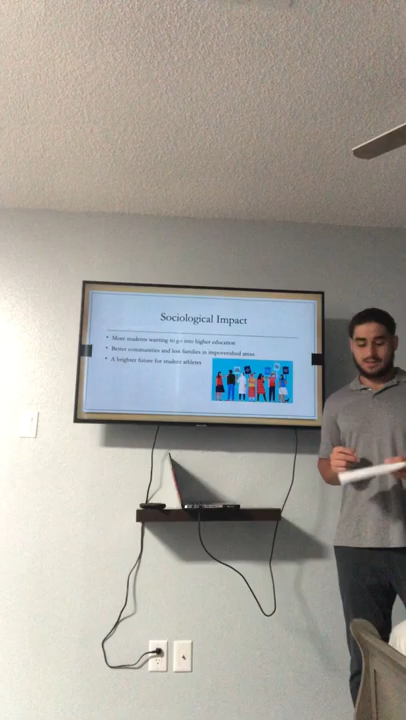 Sociological Impact
• More students wanting to go into higher education
• Better communities and less families in impoverished areas
• A brighter future for student athletes